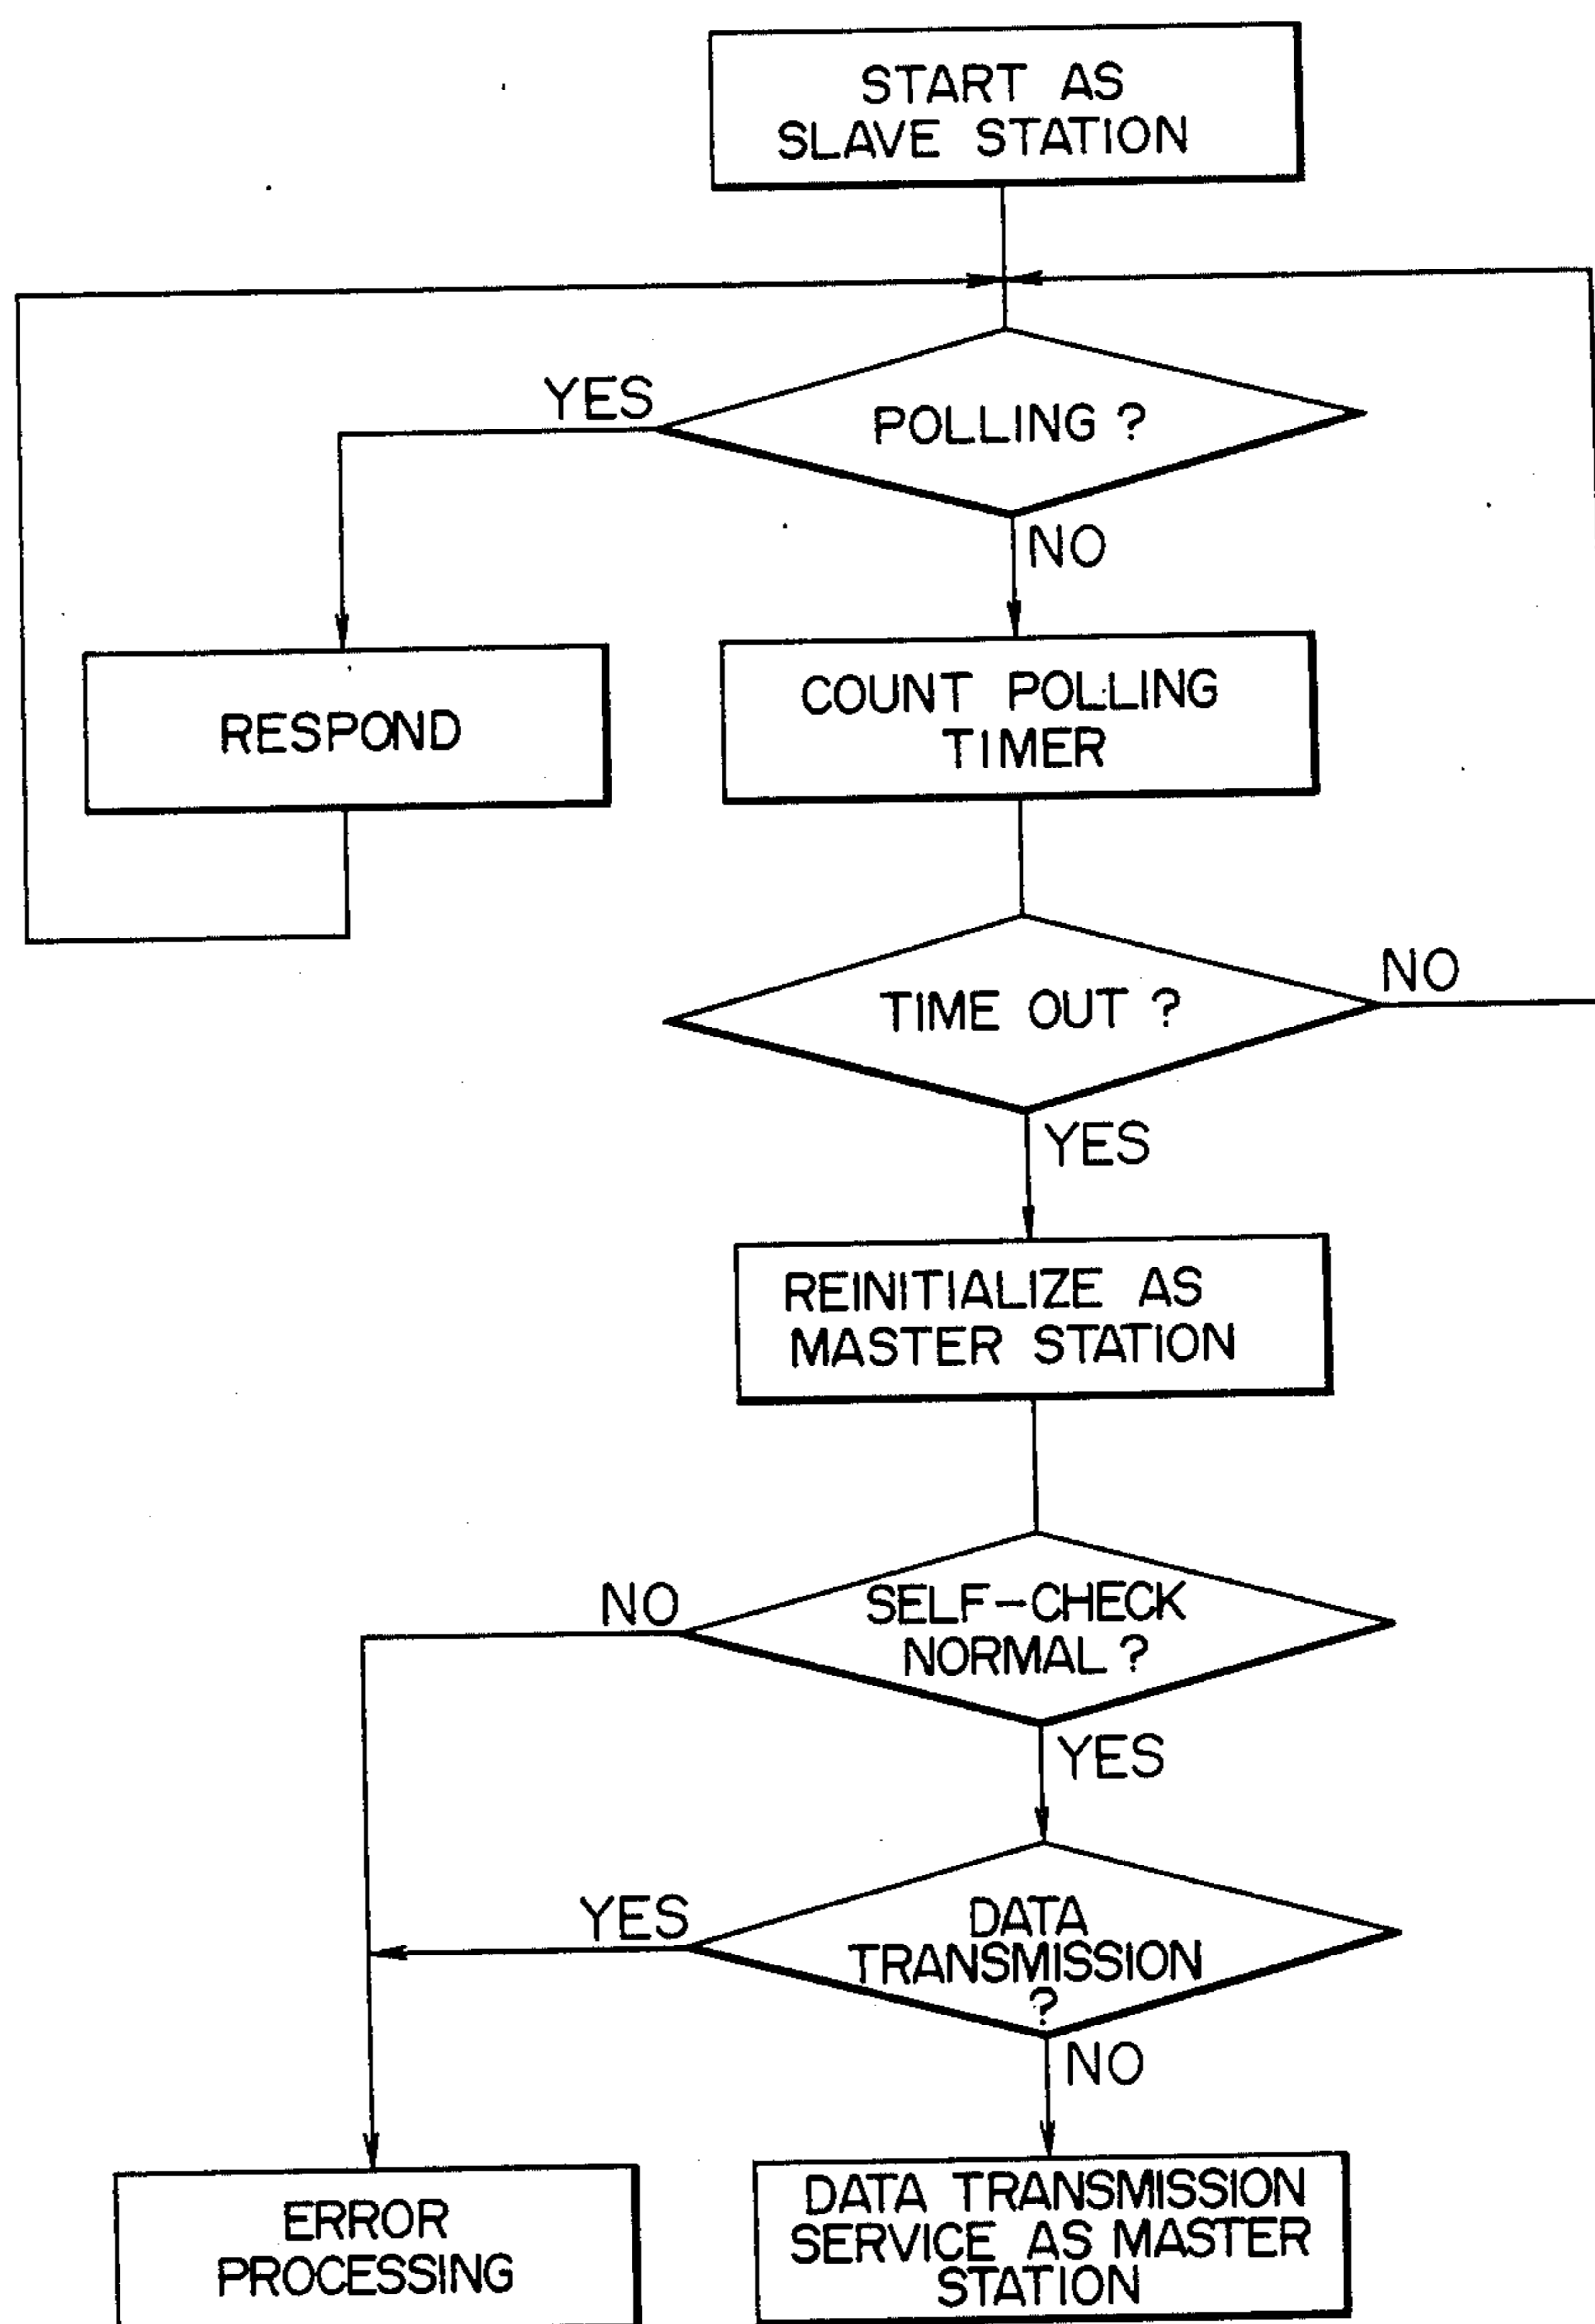 START AS
SLAVE STATION
YES
POLLING ?
NO
RESPOND
COUNT POLLING
TIMER
NO
TIME OUT ?
YES
REINITIALIZE AS
MASTER STATION
NO
SELF-CHECK
NORMAL ?
YES
YES
DATA
TRANSMISSION
?
NO
ERROR
PROCESSING
DATA TRANSMISSION
SERVICE AS MASTER
STATION